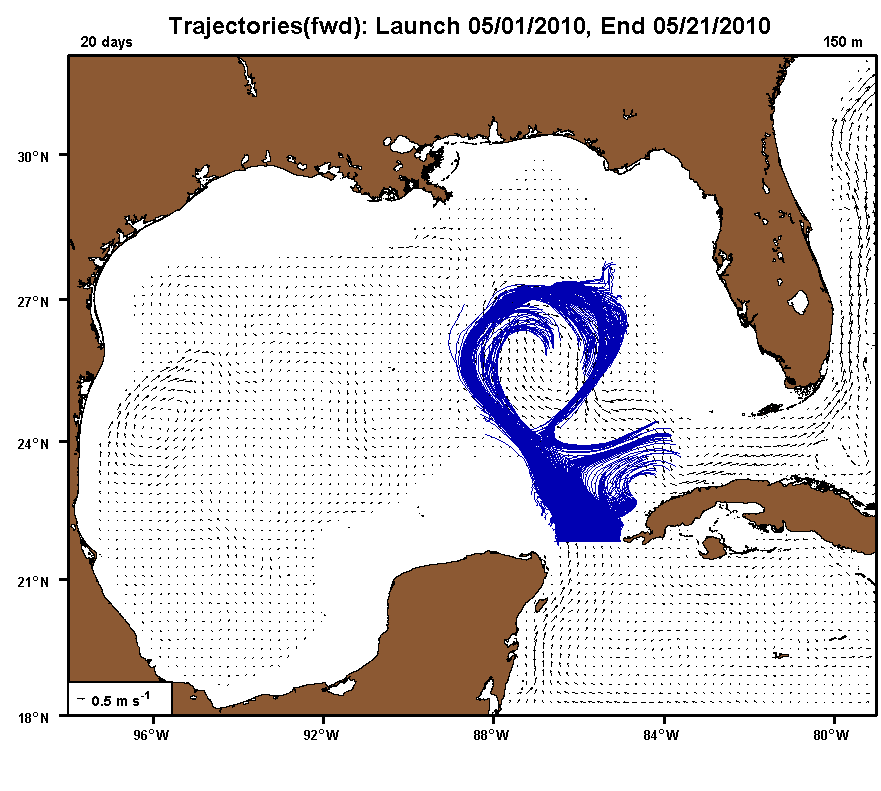 Trajectories(fwd): Launch 05/01/2010, End 05/21/2010
20 days 150 m
30°N
27°N
24°N
21°N
18°N
~ 0.5 m s⁻¹
96°W 92°W 88°W 84°W 80°W